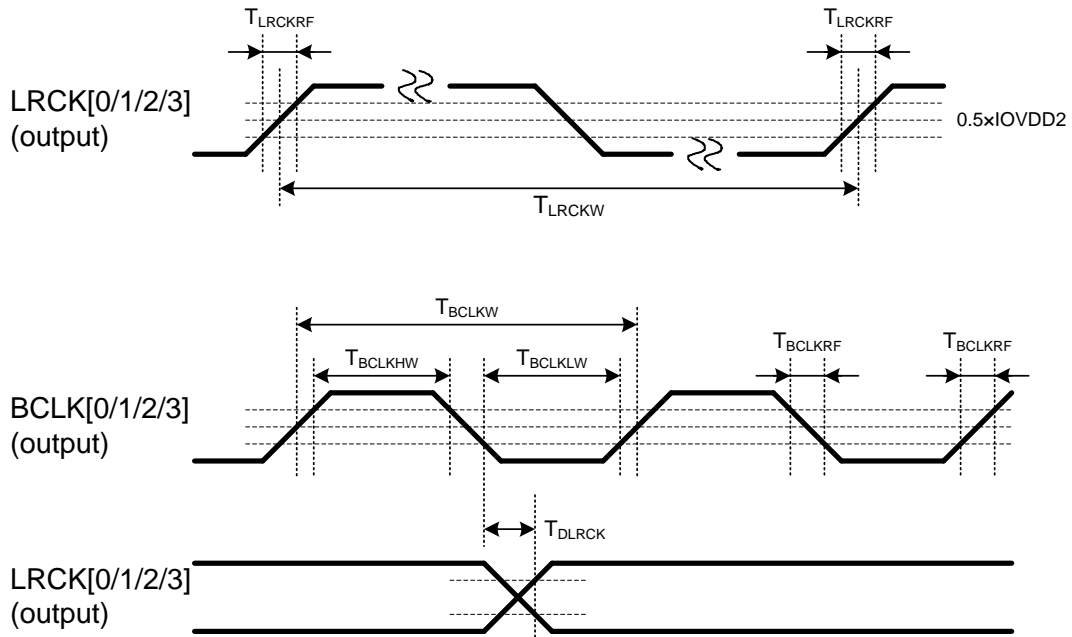 TLRCKRF TLRCKRF
LRCK[0/1/2/3]
(output)
0.5×IOVDD2
TLRCKW
TBCLKW
TBCLKHW TBCLKLW TBCLKRF TBCLKRF
BCLK[0/1/2/3]
(output)
TDLRCK
LRCK[0/1/2/3]
(output)